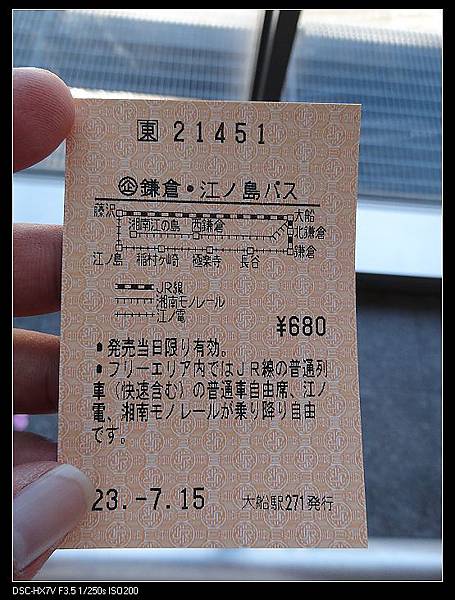 東 21451
企 鎌倉・江ノ島パス
藤沢 大船
湘南江の島 西鎌倉 北鎌倉
江ノ島 稲村ケ崎 極楽寺 長谷 鎌倉
JR線
湘南モノレール
江ノ電
¥680
・発売当日限り有効。
・フリーエリア内ではJR線の普通列
車(快速含む)の普通車自由席、江ノ
電、湘南モノレールが乗り降り自由
です。
23.-7.15 大船駅271発行
DSC-HX7V F3.5 1/250s ISO200